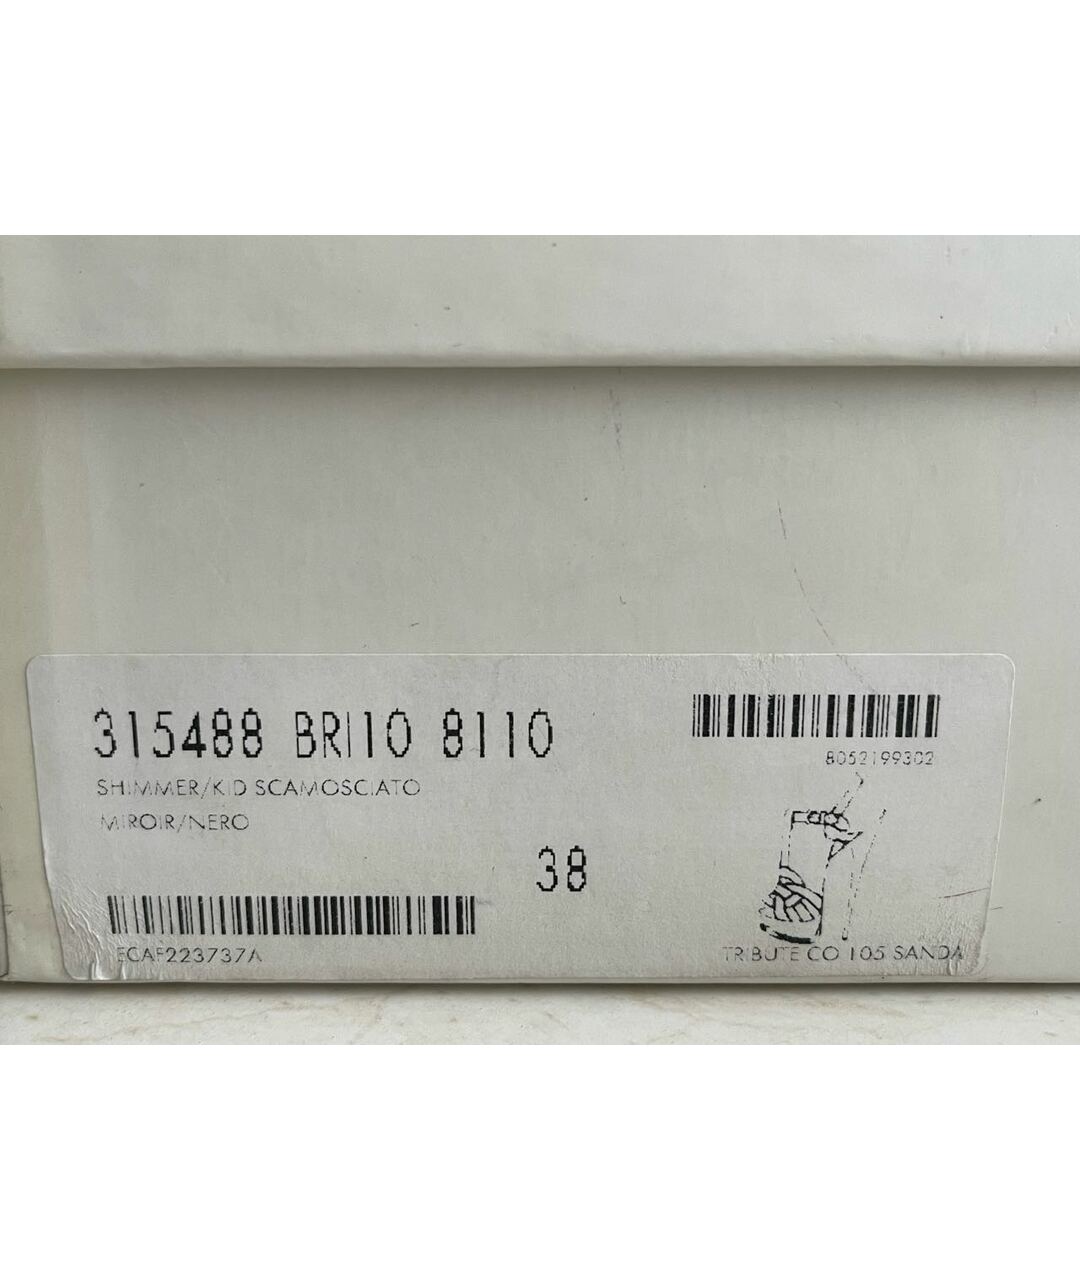 315488 BRI10 8110
8052199302
SHIMMER/KID SCAMOSCIATO
MIROIR/NERO
38
ECAF223737A
TRIBUTE CO 105 SANDA